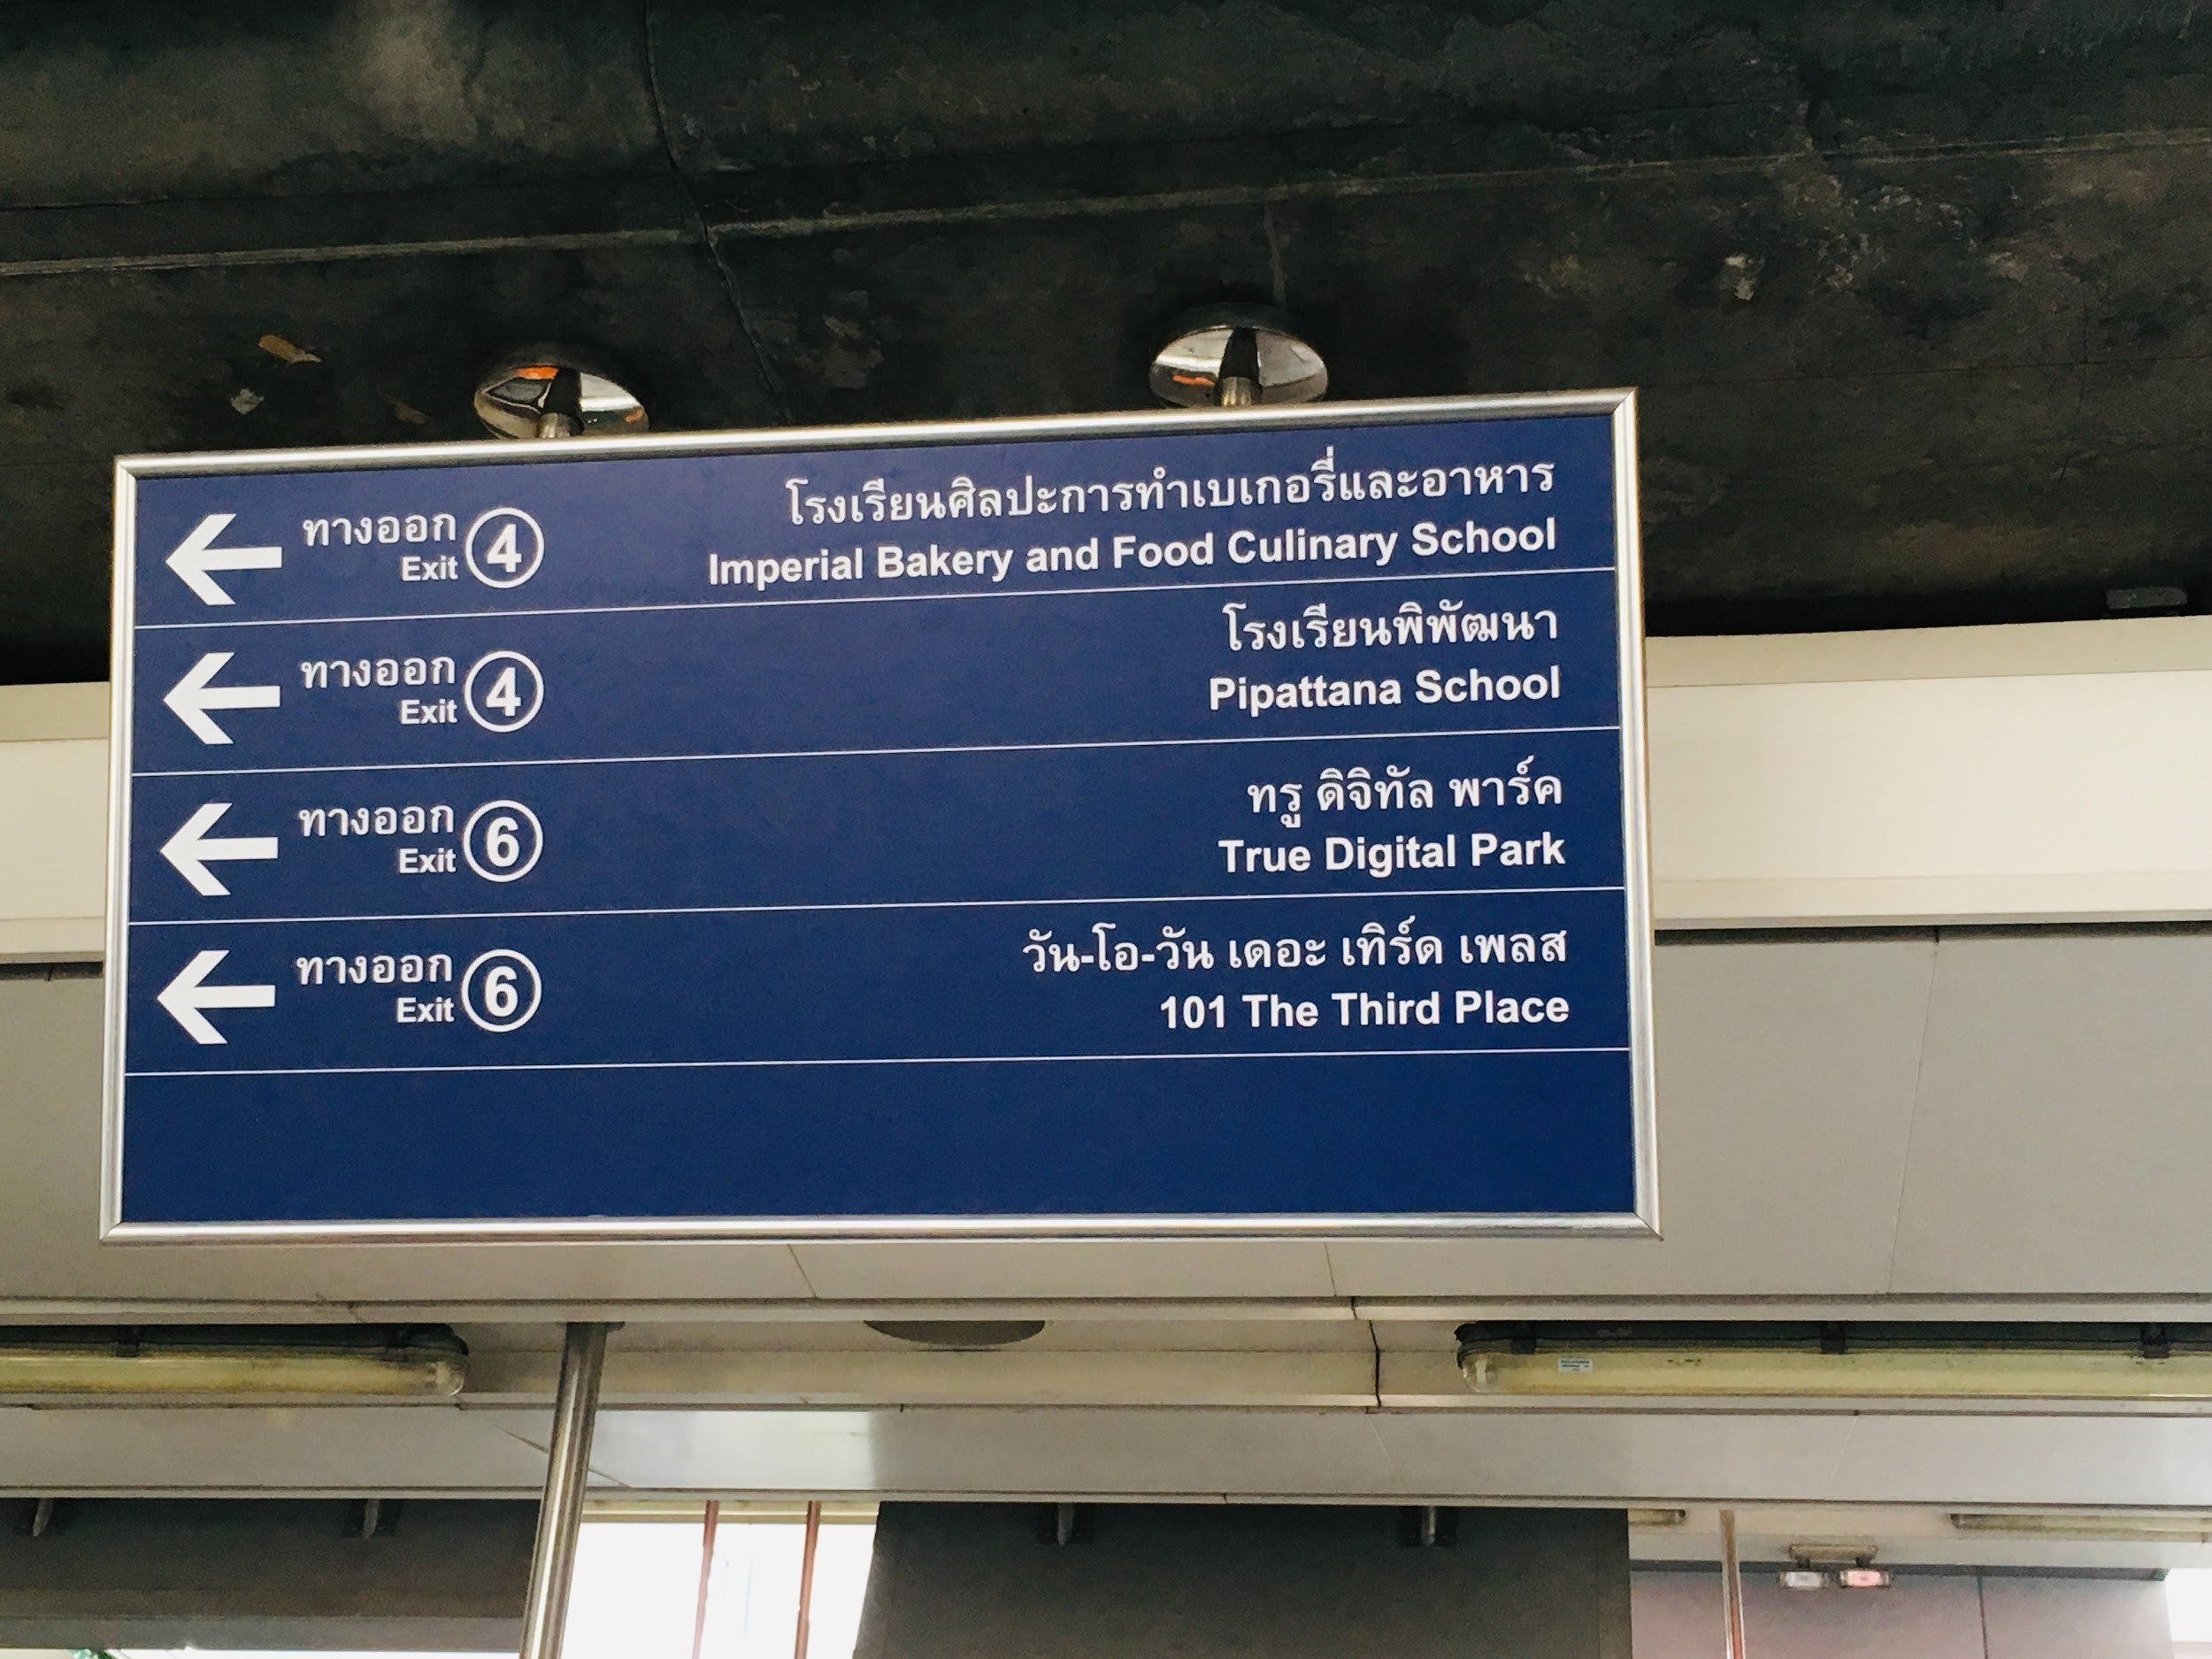 ทางออก
Exit 4
โรงเรียนศิลปะการทำเบเกอรี่และอาหาร
Imperial Bakery and Food Culinary School
ทางออก
Exit 4
โรงเรียนพิพัฒนา
Pipattana School
ทางออก
Exit 6
ทรู ดิจิทัล พาร์ค
True Digital Park
ทางออก
Exit 6
วัน-โอ-วัน เดอะ เทิร์ด เพลส
101 The Third Place